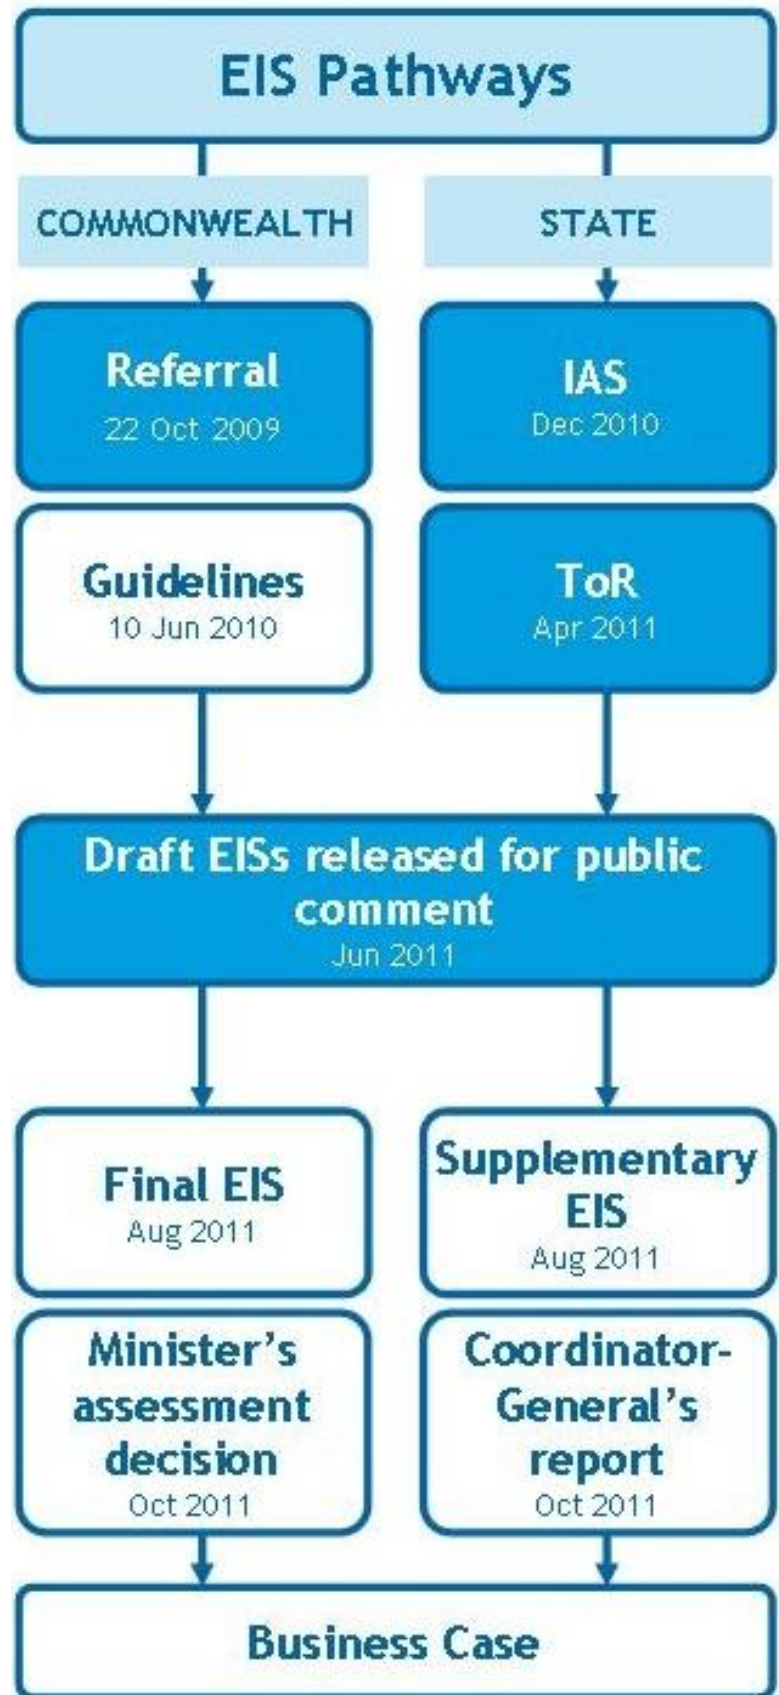 EIS Pathways
COMMONWEALTH
STATE
Referral
22 Oct 2009
IAS
Dec 2010
Guidelines
10 Jun 2010
ToR
Apr 2011
Draft EISs released for public
comment
Jun 2011
Final EIS
Aug 2011
Supplementary
EIS
Aug 2011
Minister's
assessment
decision
Oct 2011
Coordinator-
General's
report
Oct 2011
Business Case